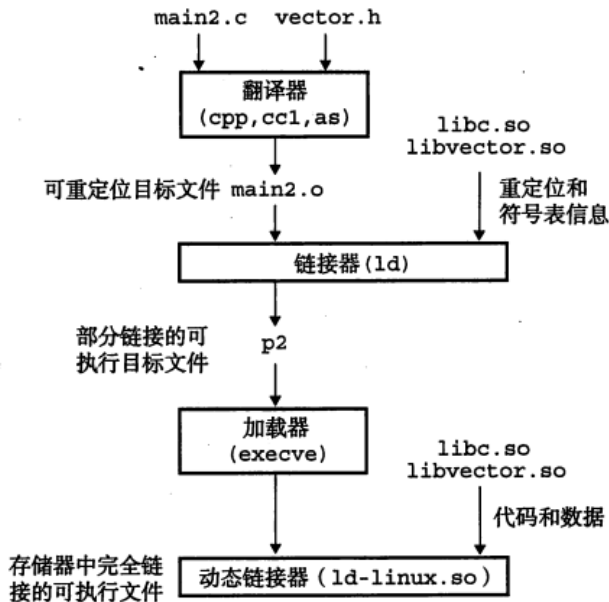 main2.c vector.h
翻译器
(cpp,cc1,as)
libc.so
libvector.so
可重定位目标文件 main2.o
重定位和
符号表信息
链接器(ld)
部分链接的可
执行目标文件
p2
加载器
(execve)
libc.so
libvector.so
代码和数据
存储器中完全链
接的可执行文件
动态链接器(ld-linux.so)